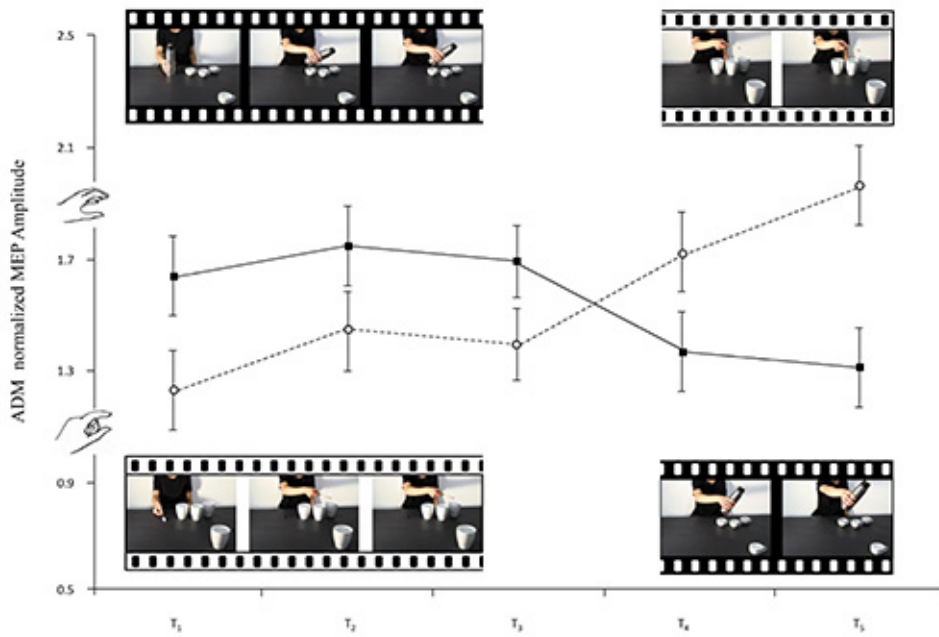 ADM normalized MEP Amplitude
2.5
2.1
1.7
1.3
0.9
0.5
T₁
T₂
T₃
T₄
T₅